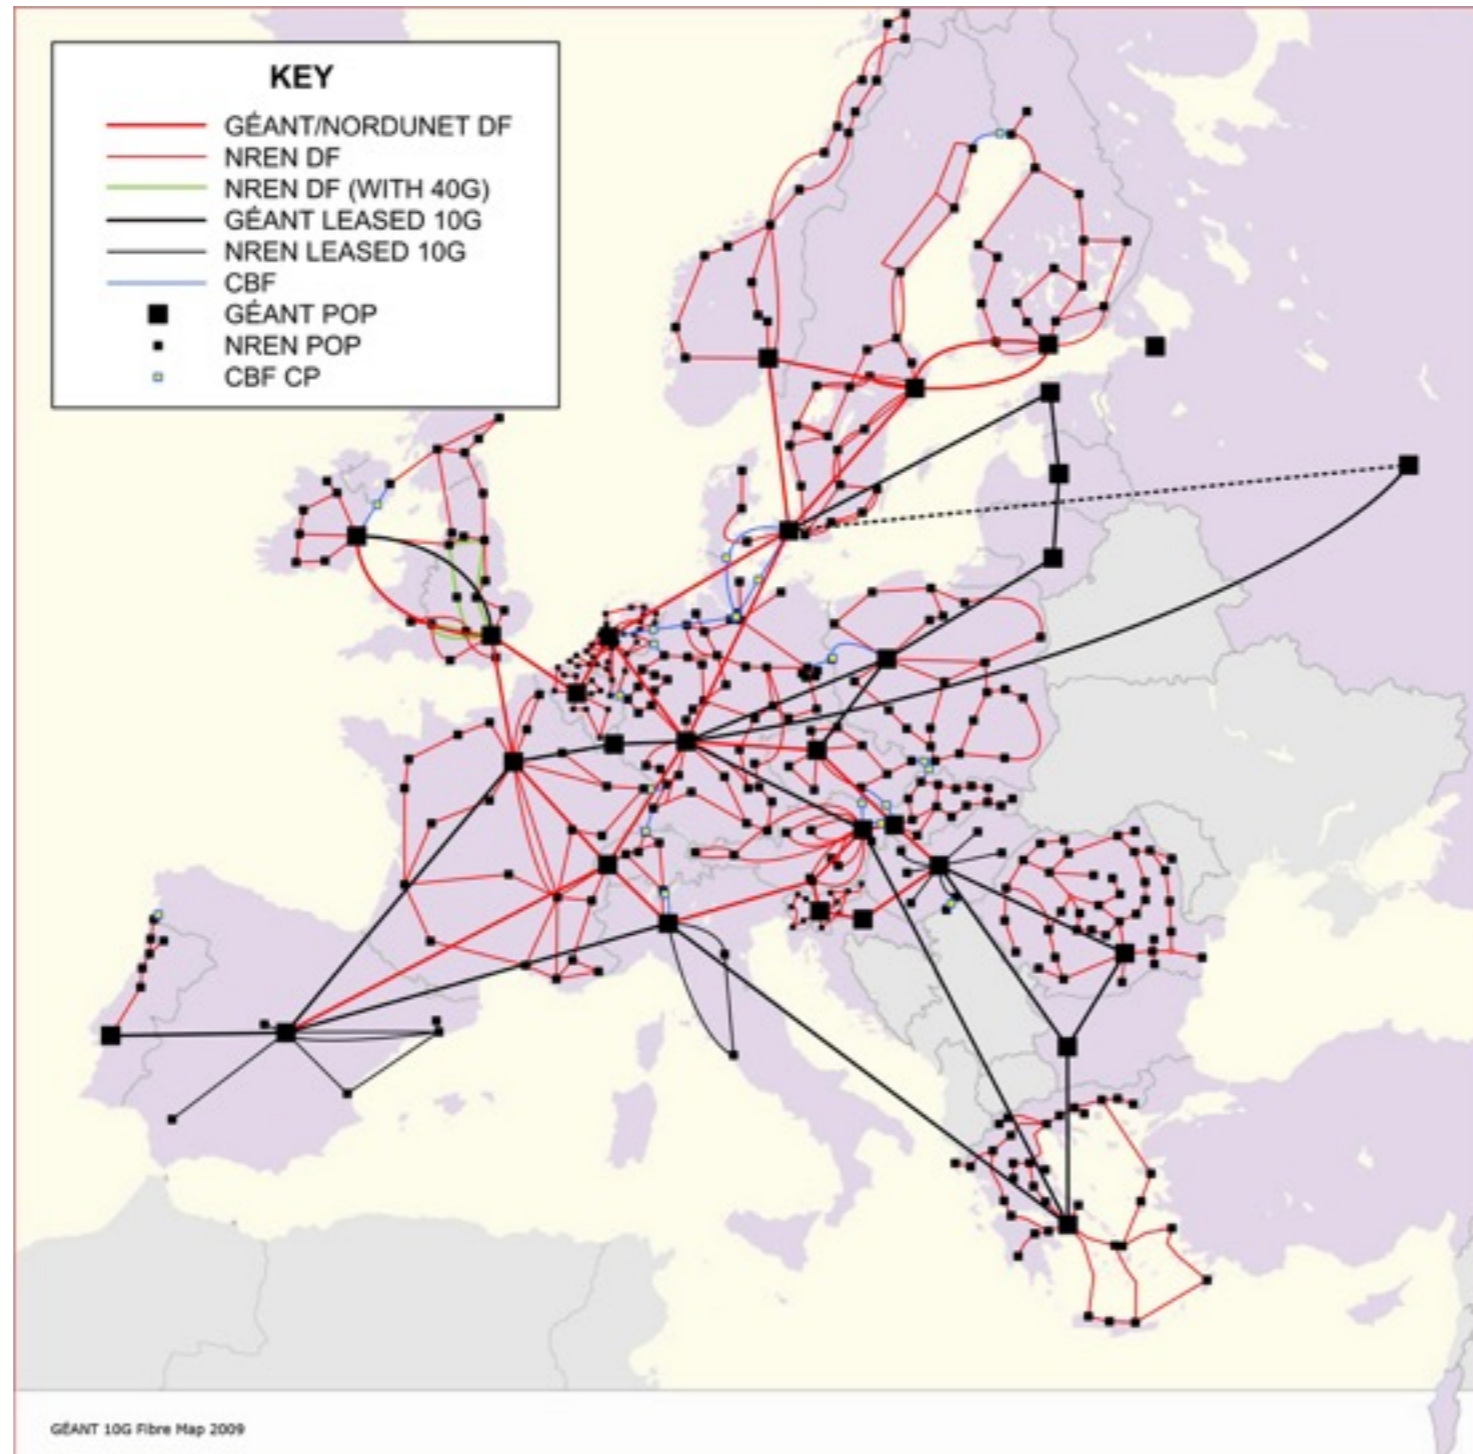 KEY
GÉANT/NORDUNET DF
NREN DF
NREN DF (WITH 40G)
GÉANT LEASED 10G
NREN LEASED 10G
CBF
GÉANT POP
NREN POP
CBF CP
GÉANT 10G Fibre Map 2009